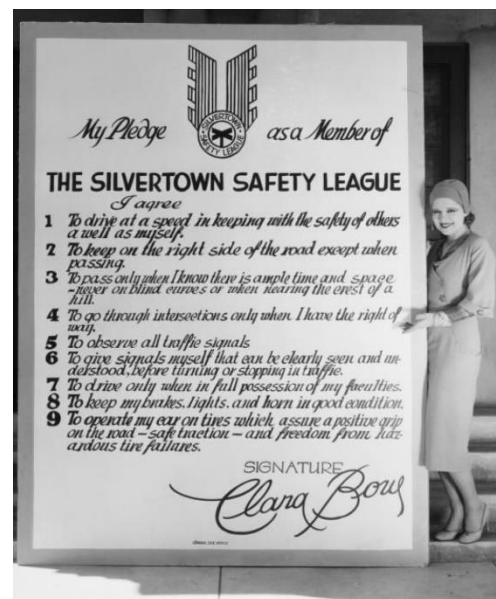 SILVERTOWN
SAFETY LEAGUE
My Pledge as a Member of
THE SILVERTOWN SAFETY LEAGUE
I agree
1 To drive at a speed in keeping with the safety of others
a well as myself.
2 To keep on the right side of the road except when
passing.
3 To pass only when I know there is ample time and space
-never on blind curves or when nearing the crest of a
hill.
4 To go through intersections only when I have the right of
way.
5 To observe all traffic signals
6 To give signals myself that can be clearly seen and un-
derstood, before turning or stopping in traffic.
7 To drive only when in full possession of my faculties.
8 To keep my brakes, lights, and horn in good condition.
9 To operate my car on tires which assure a positive grip
on the road - safe traction - and freedom from haz-
ardous tire failures.
SIGNATURE
Clara Bow